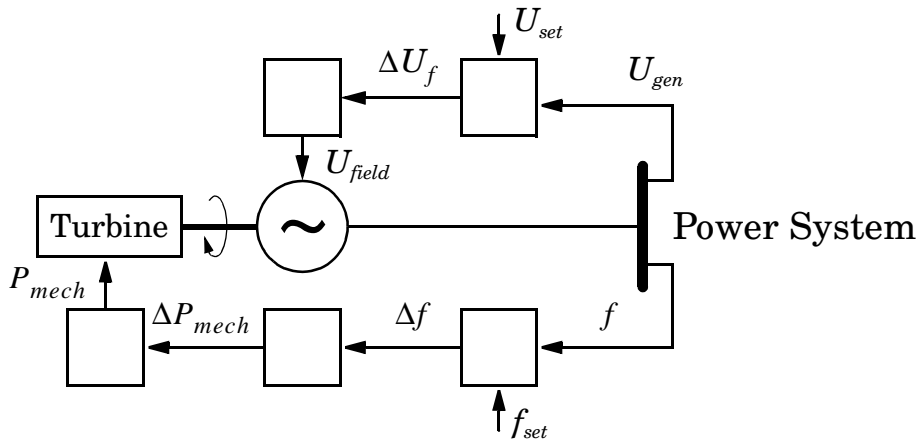 U_set
ΔU_f
U_gen
U_field
Turbine
~
Power System
P_mech
ΔP_mech
Δf
f
f_set